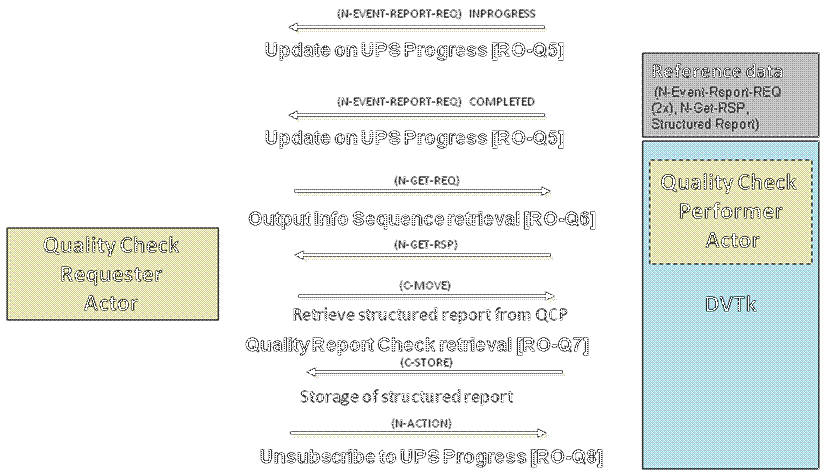 (N-EVENT-REPORT-REQ) INPROGRESS
Update on UPS Progress [RO-Q5]
(N-EVENT-REPORT-REQ) COMPLETED
Update on UPS Progress [RO-Q5]
(N-GET-REQ)
Output Info Sequence retrieval [RO-Q6]
(N-GET-RSP)
(C-MOVE)
Retrieve structured report from QCP
Quality Report Check retrieval [RO-Q7]
(C-STORE)
Storage of structured report
(N-ACTION)
Unsubscribe to UPS Progress [RO-Q8]
Quality Check
Requester
Actor
Reference data
(N-Event-Report-REQ
(2x), N-Get-RSP,
Structured Report)
Quality Check
Performer
Actor
DVTk